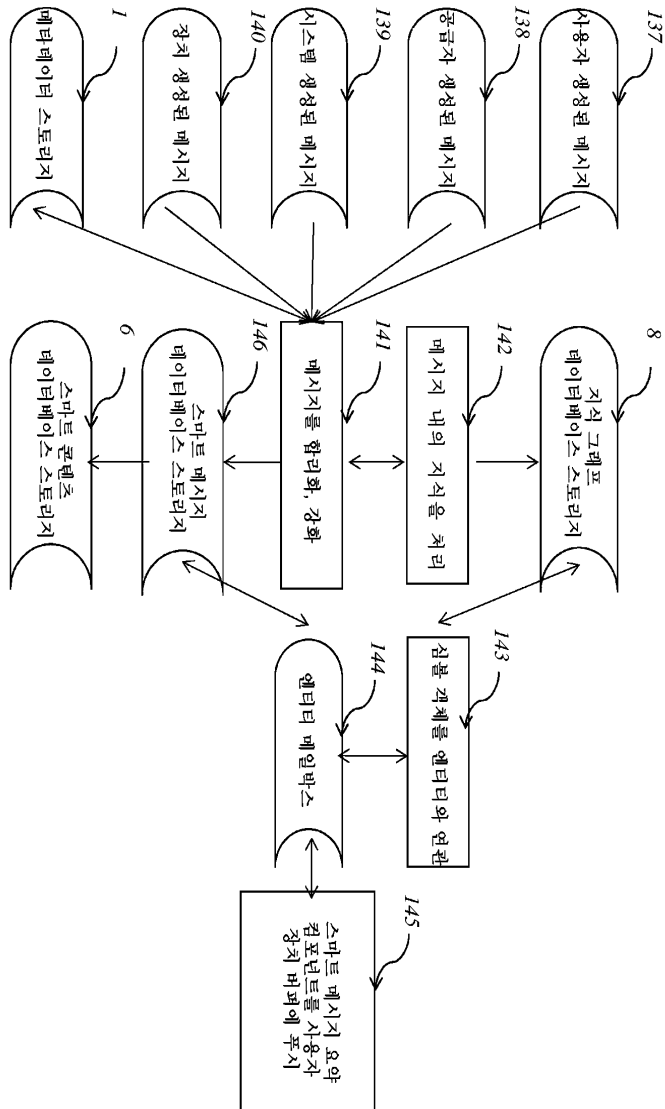 137
사용자 생성된 메시지
138
공급자 생성된 메시지
139
시스템 생성된 메시지
140
장치 생성된 메시지
1
메타데이터 스토리지
8
지식 그래프
데이터베이스 스토리지
142
메시지 내의 지식을 처리
141
메시지를 합리화, 강화
146
스마트 메시지
데이터베이스 스토리지
6
스마트 콘텐츠
데이터베이스 스토리지
143
심볼 객체를 엔터티와 연관
144
엔터티 메일박스
145
스마트 메시지 요약
컴포넌트를 사용자
장치 버퍼에 푸시